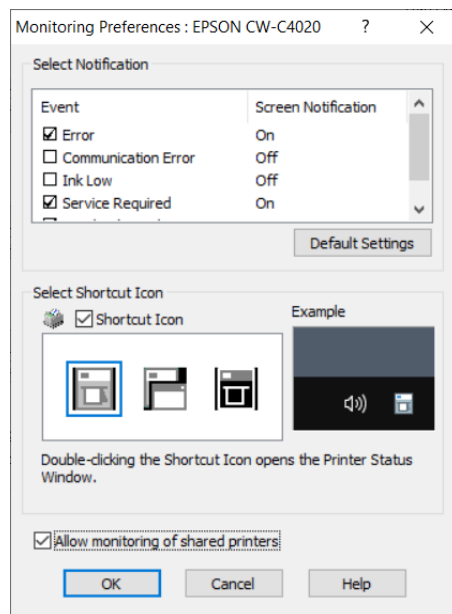 Monitoring Preferences : EPSON CW-C4020 ? ×
Select Notification
Event Screen Notification
Error On
Communication Error Off
Ink Low Off
Service Required On
Default Settings
Select Shortcut Icon
Shortcut Icon Example
Double-clicking the Shortcut Icon opens the Printer Status
Window.
Allow monitoring of shared printers
OK Cancel Help